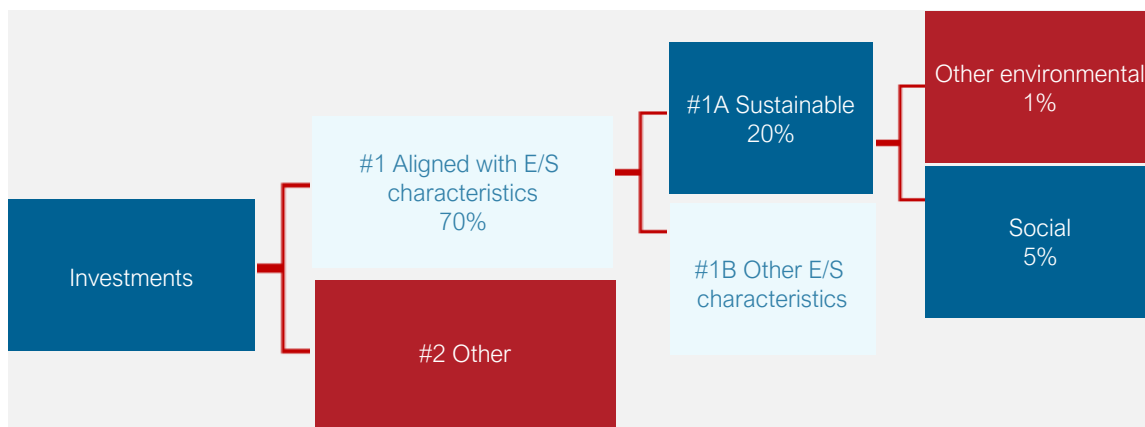 Investments
#1 Aligned with E/S
characteristics
70%
#2 Other
#1A Sustainable
20%
#1B Other E/S
characteristics
Other environmental
1%
Social
5%